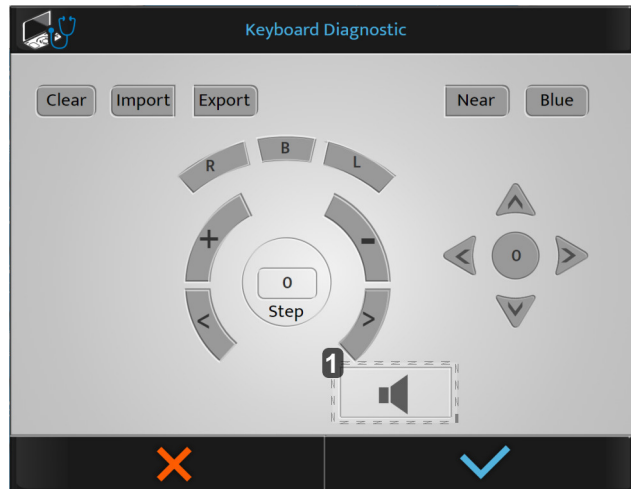 Keyboard Diagnostic
Clear Import Export Near Blue
R B L
+ -
0 0
Step
< >
1